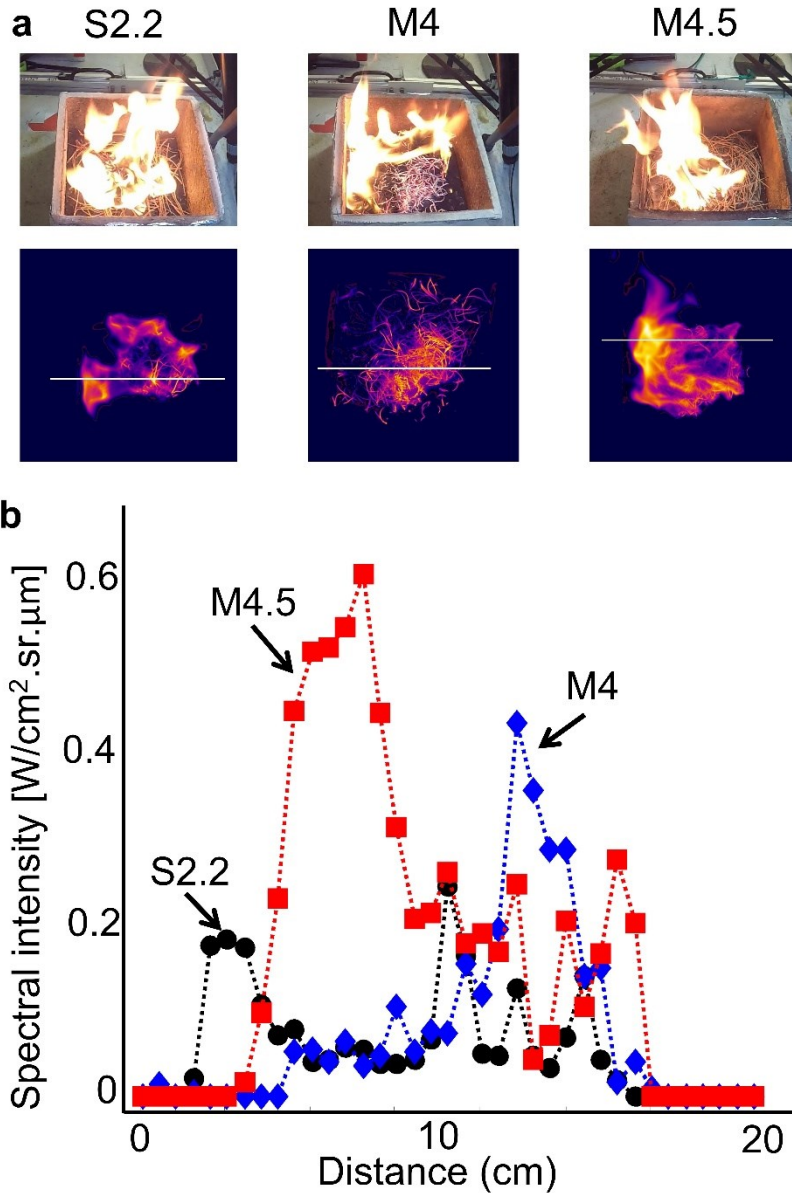 a
S2.2 M4 M4.5
b
Spectral intensity [W/cm².sr.µm]
0.6
0.4
0.2
0
M4.5
M4
S2.2
0 10 20
Distance (cm)